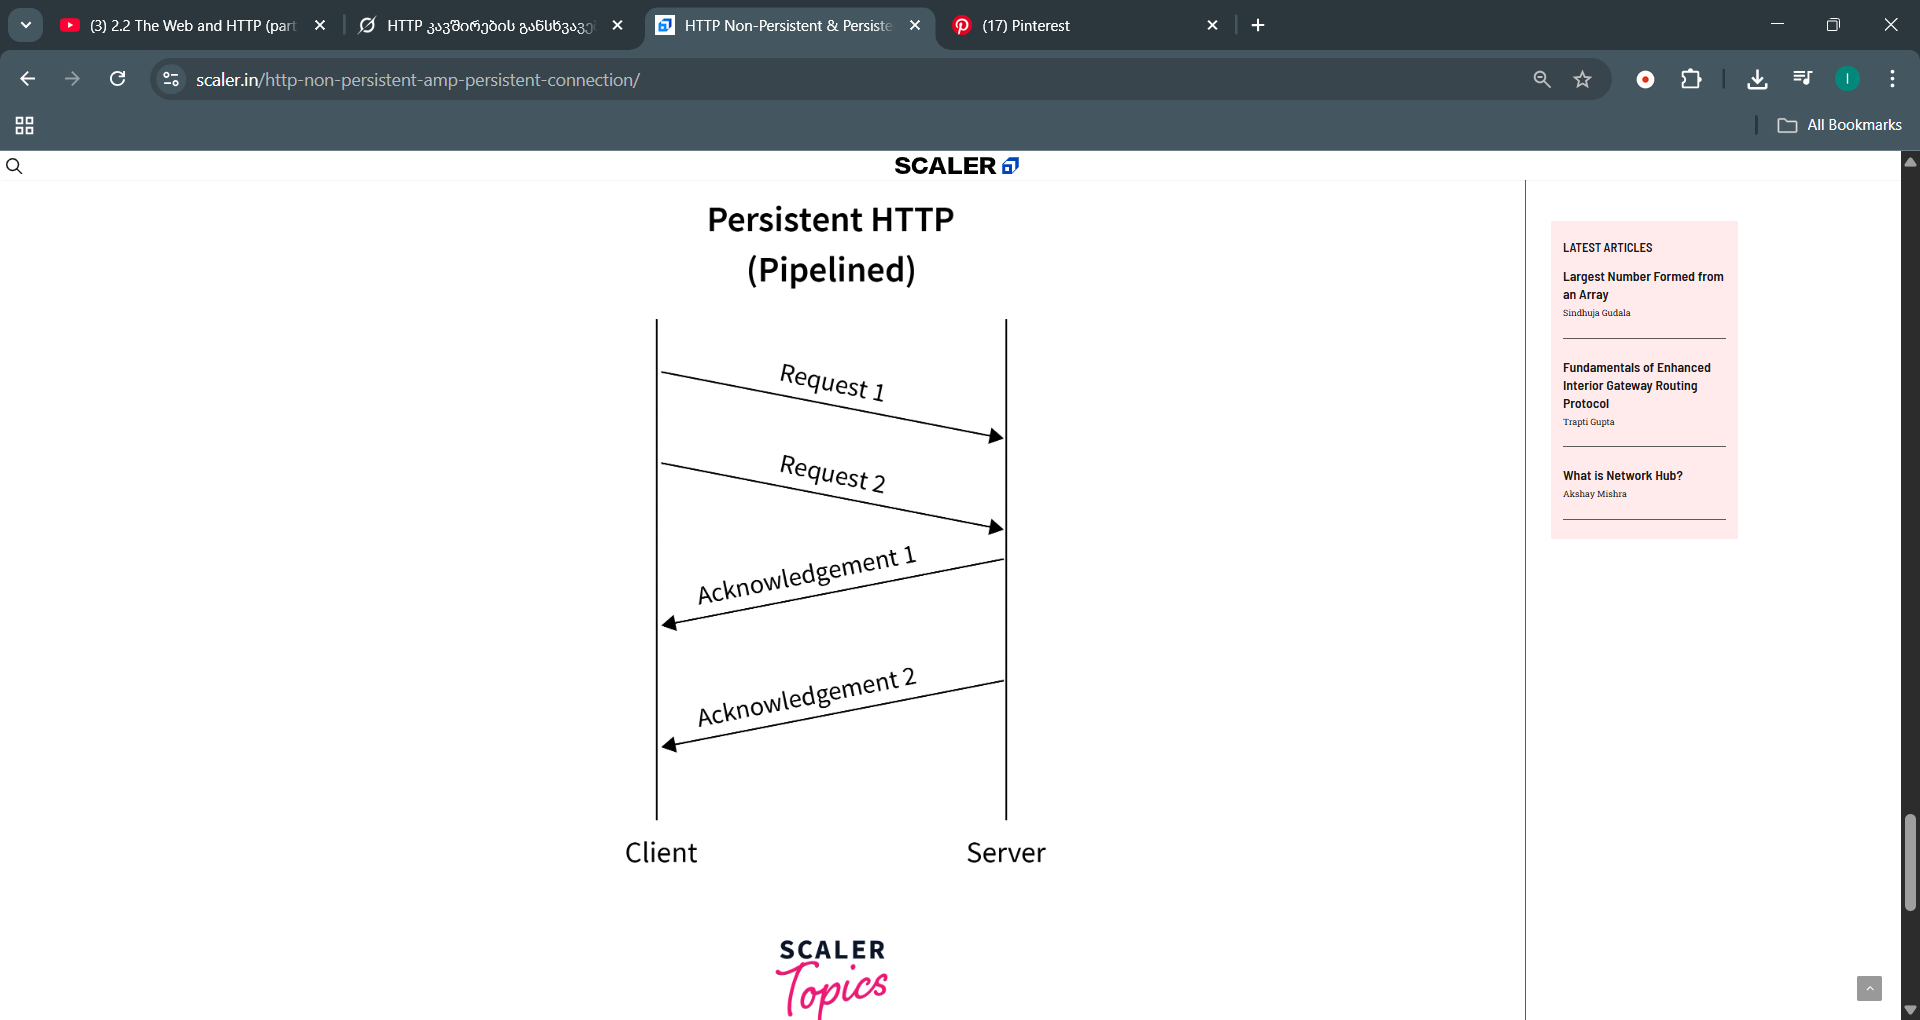 (3) 2.2 The Web and HTTP (part
HTTP კავშირების განსხვავე
HTTP Non-Persistent & Persiste
(17) Pinterest
scaler.in/http-non-persistent-amp-persistent-connection/
I
All Bookmarks
SCALER
Persistent HTTP
(Pipelined)
Request 1
Request 2
Acknowledgement 1
Acknowledgement 2
Client
Server
SCALER
Topics
LATEST ARTICLES
Largest Number Formed from
an Array
Sindhuja Gudala
Fundamentals of Enhanced
Interior Gateway Routing
Protocol
Trapti Gupta
What is Network Hub?
Akshay Mishra